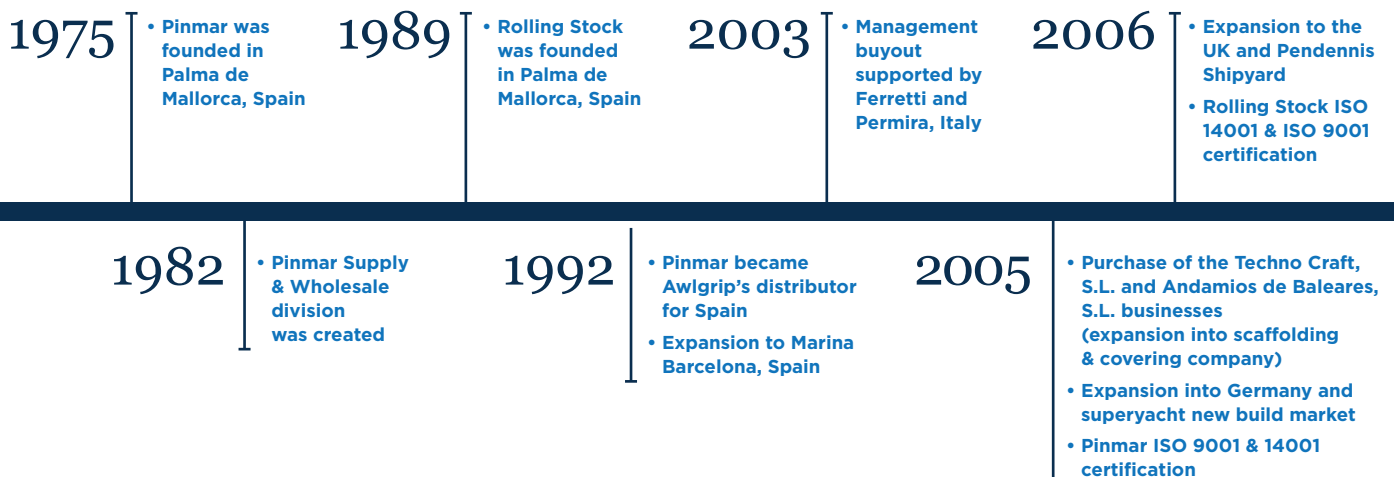 1975
• Pinmar was
founded in
Palma de
Mallorca, Spain
1989
• Rolling Stock
was founded
in Palma de
Mallorca, Spain
2003
• Management
buyout
supported by
Ferretti and
Permira, Italy
2006
• Expansion to the
UK and Pendennis
Shipyard
• Rolling Stock ISO
14001 & ISO 9001
certification
1982
• Pinmar Supply
& Wholesale
division
was created
1992
• Pinmar became
Awlgrip's distributor
for Spain
• Expansion to Marina
Barcelona, Spain
2005
• Purchase of the Techno Craft,
S.L. and Andamios de Baleares,
S.L. businesses
(expansion into scaffolding
& covering company)
• Expansion into Germany and
superyacht new build market
• Pinmar ISO 9001 & 14001
certification